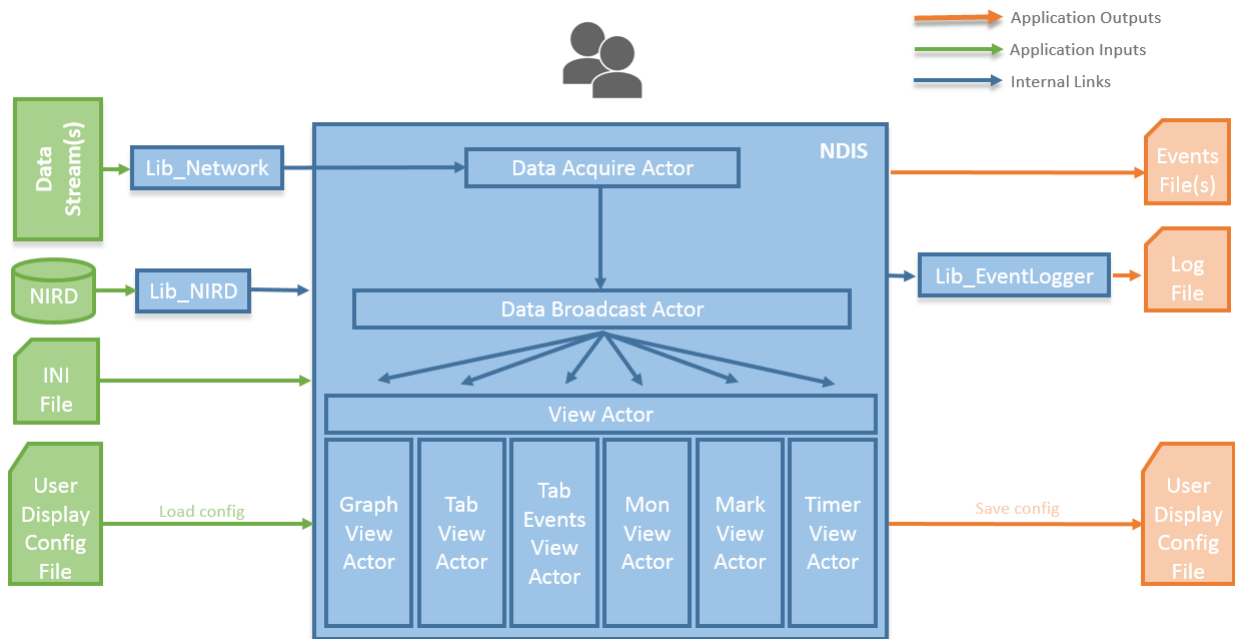 Application Outputs
Application Inputs
Internal Links
Data
Stream(s)
Lib_Network
NIRD
Lib_NIRD
INI
File
User
Display
Config
File
Load config
NDIS
Data Acquire Actor
Data Broadcast Actor
View Actor
Graph
View
Actor
Tab
View
Actor
Tab
Events
View
Actor
Mon
View
Actor
Mark
View
Actor
Timer
View
Actor
Events
File(s)
Lib_EventLogger
Log
File
Save config
User
Display
Config
File